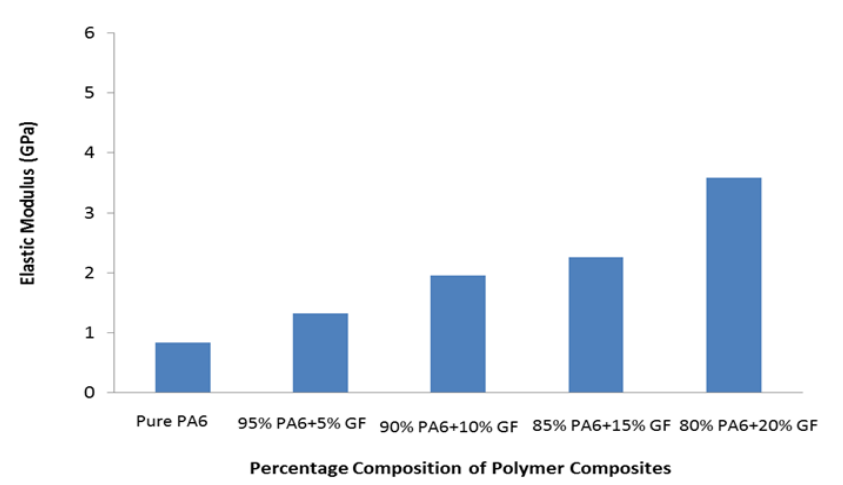 6
5
4
3
2
1
0
Elastic Modulus (GPa)
Pure PA6
95% PA6+5% GF
90% PA6+10% GF
85% PA6+15% GF
80% PA6+20% GF
Percentage Composition of Polymer Composites